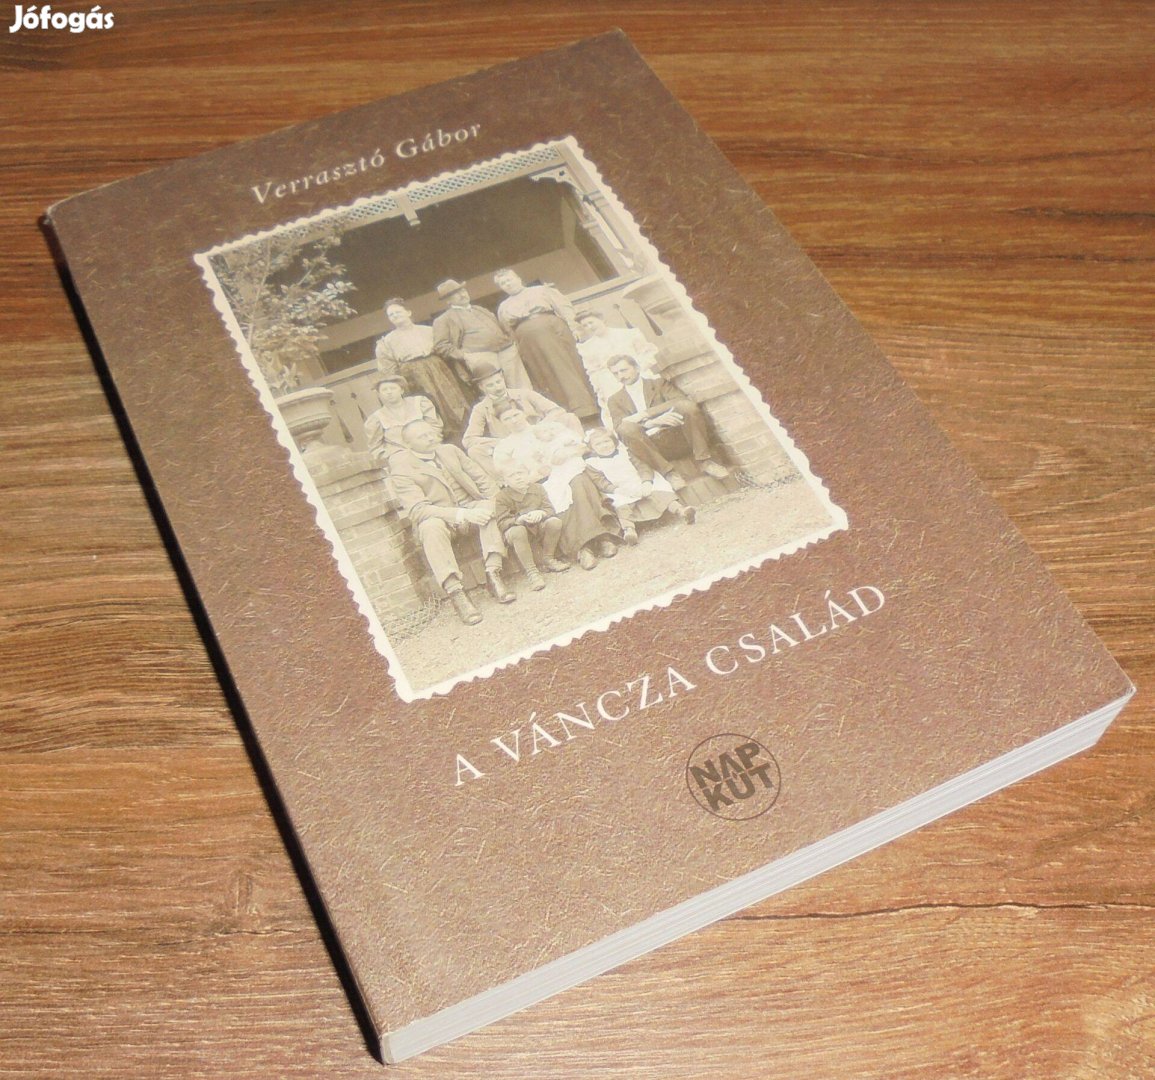 Jófogás
Verrasztó Gábor
A VÁNCZA CSALÁD
NAP
KÚT